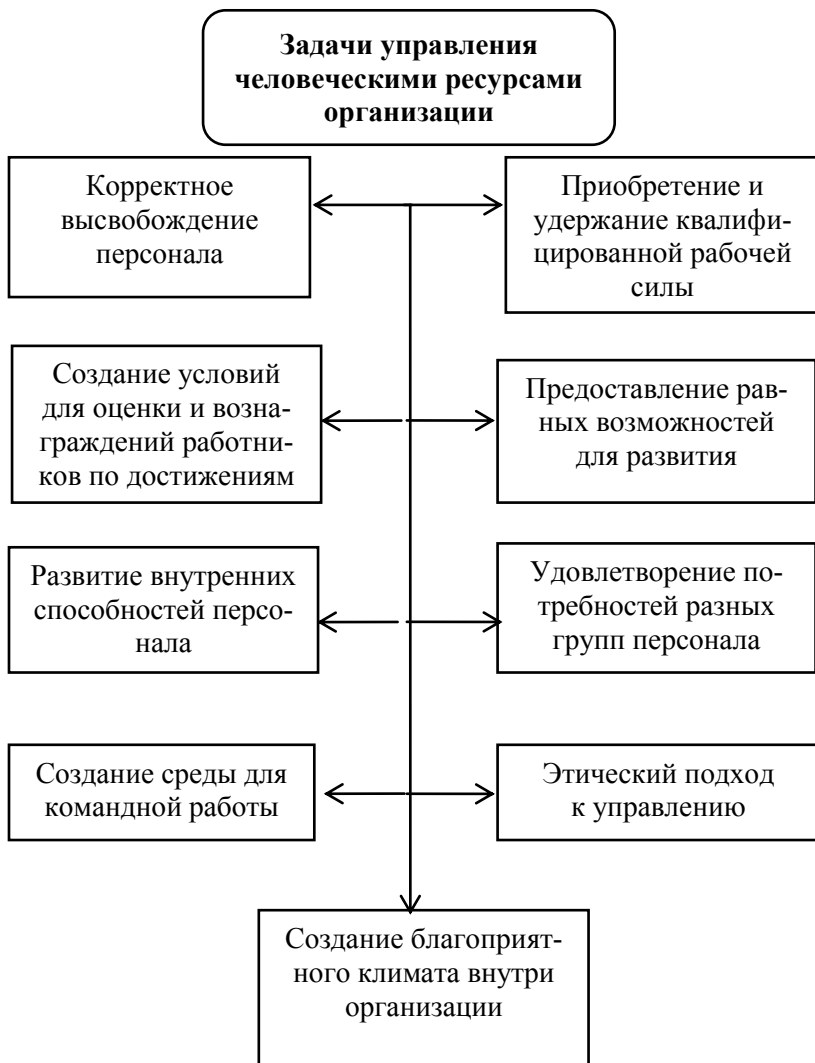 Задачи управления
человеческими ресурсами
организации
Корректное
высвобождение
персонала
Приобретение и
удержание квалифи-
цированной рабочей
силы
Создание условий
для оценки и возна-
граждений работни-
ков по достижениям
Предоставление рав-
ных возможностей
для развития
Развитие внутренних
способностей персо-
нала
Удовлетворение по-
требностей разных
групп персонала
Создание среды для
командной работы
Этический подход
к управлению
Создание благоприят-
ного климата внутри
организации